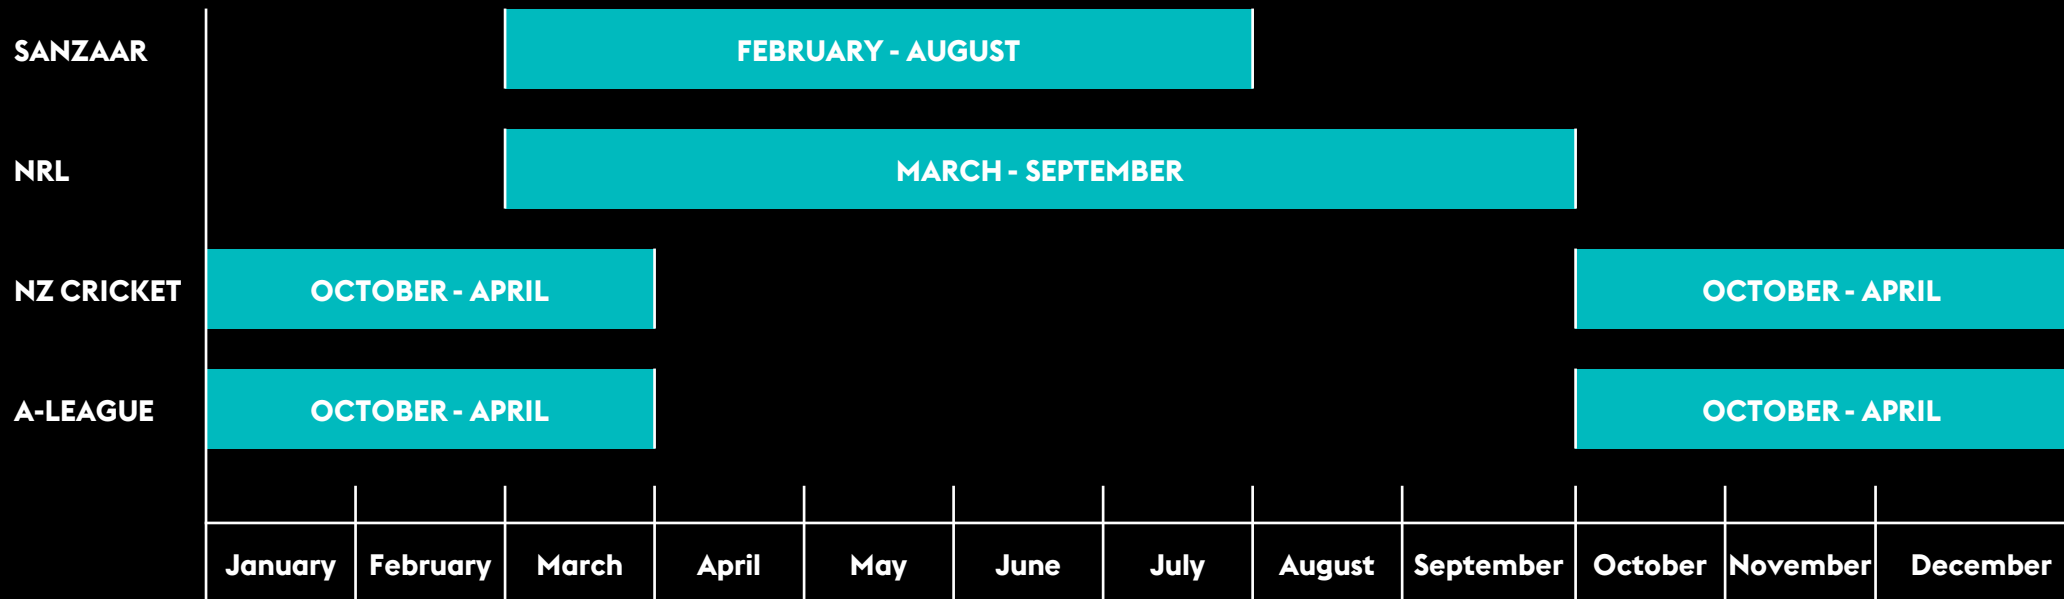 SANZAAR
FEBRUARY - AUGUST
NRL
MARCH - SEPTEMBER
NZ CRICKET
OCTOBER - APRIL
OCTOBER - APRIL
A-LEAGUE
OCTOBER - APRIL
OCTOBER - APRIL
January February March April May June July August September October November December